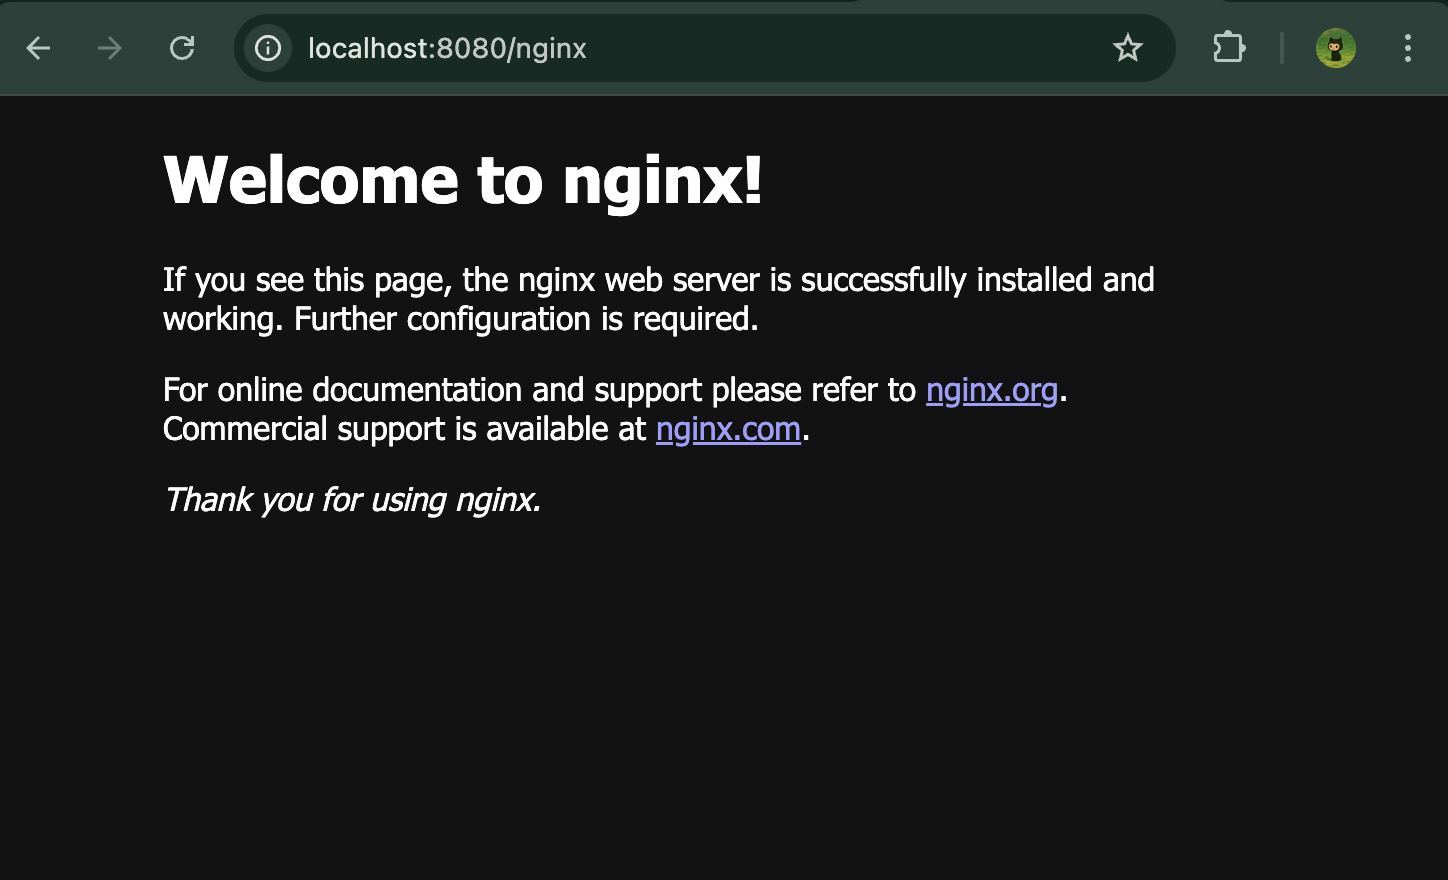 localhost:8080/nginx
Welcome to nginx!
If you see this page, the nginx web server is successfully installed and
working. Further configuration is required.
For online documentation and support please refer to nginx.org.
Commercial support is available at nginx.com.
Thank you for using nginx.